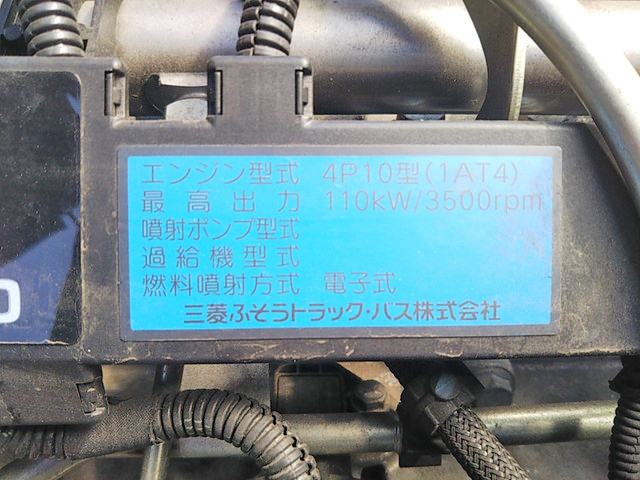 エンジン型式 4P10型(1AT4)
最高出力 110kW/3500rpm
噴射ポンプ型式
過給機型式
燃料噴射方式 電子式
三菱ふそうトラック・バス株式会社